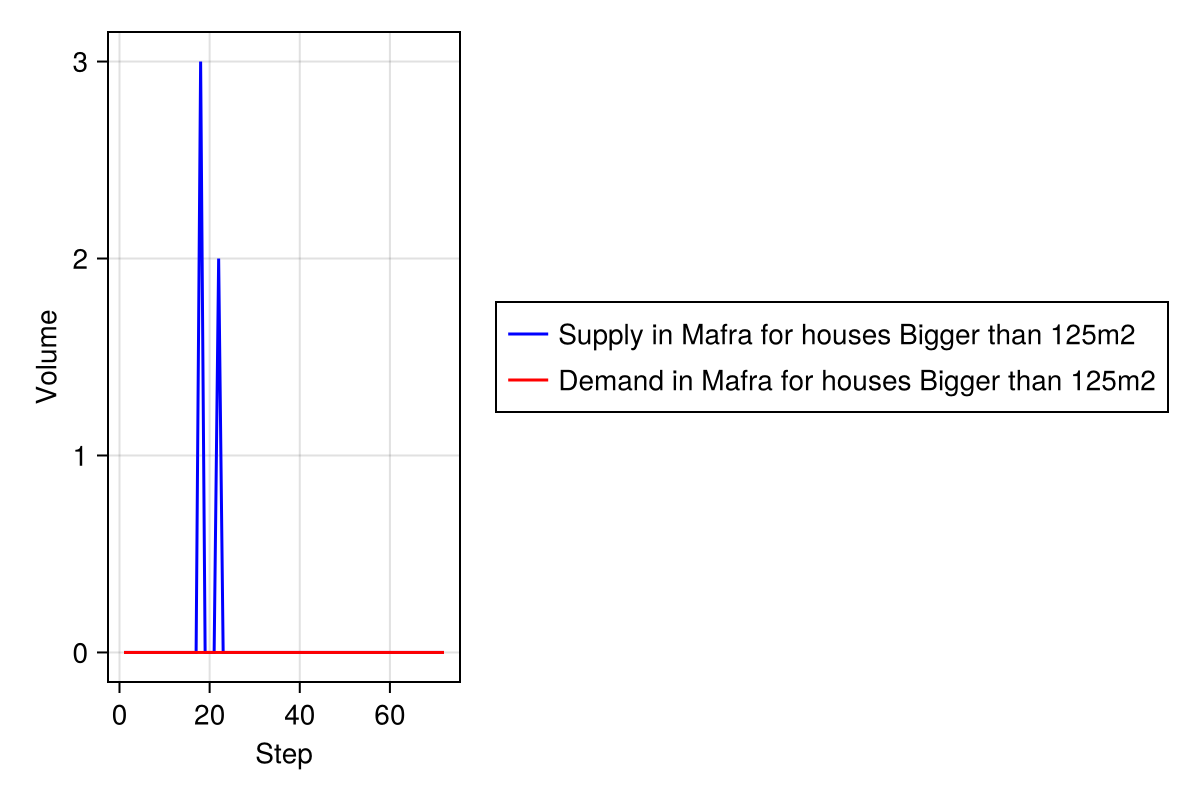 3
2
1
0
Volume
0 20 40 60
Step
Supply in Mafra for houses Bigger than 125m2
Demand in Mafra for houses Bigger than 125m2